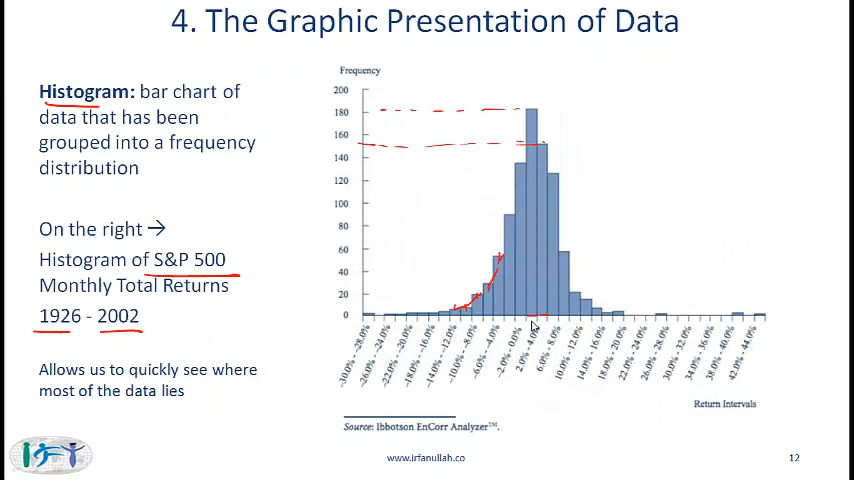 4. The Graphic Presentation of Data
Histogram: bar chart of
data that has been
grouped into a frequency
distribution
On the right →
Histogram of S&P 500
Monthly Total Returns
1926 - 2002
Allows us to quickly see where
most of the data lies
Frequency
200
180
160
140
120
100
80
60
40
20
0
–30.0% - –28.0%
–26.0% - –24.0%
–22.0% - –20.0%
–18.0% - –16.0%
–14.0% - –12.0%
–10.0% - –8.0%
–6.0% - –4.0%
–2.0% - 0.0%
2.0% - 4.0%
6.0% - 8.0%
10.0% - 12.0%
14.0% - 16.0%
18.0% - 20.0%
22.0% - 24.0%
26.0% - 28.0%
30.0% - 32.0%
34.0% - 36.0%
38.0% - 40.0%
42.0% - 44.0%
Return Intervals
Source: Ibbotson EnCorr Analyzer™.
www.irfanullah.co
12